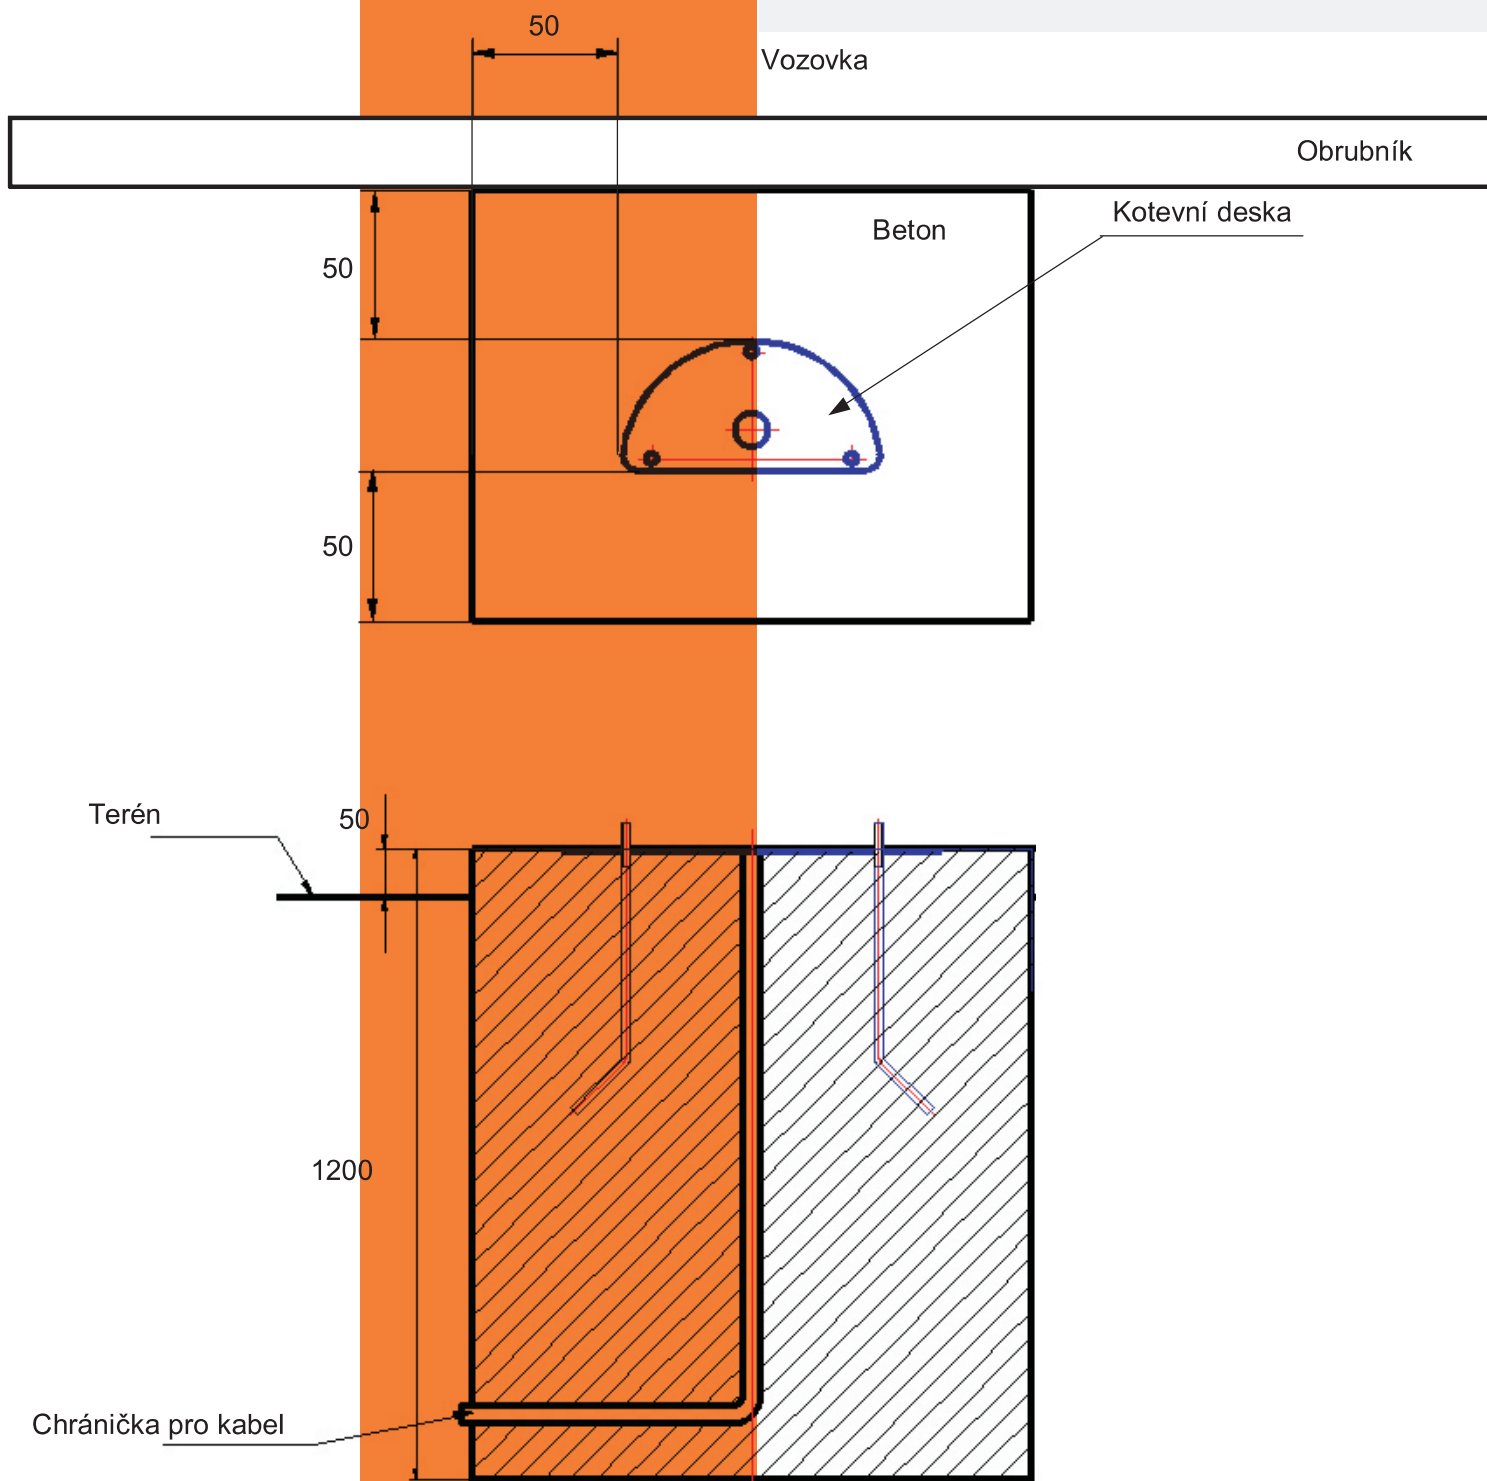 50
Vozovka
Obrubník
Kotevní deska
Beton
50
50
Terén
50
1200
Chránička pro kabel